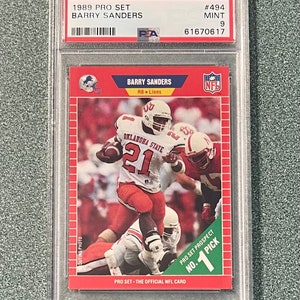 1989 PRO SET #494
BARRY SANDERS MINT
9
PSA 61670617
BARRY SANDERS
RB • Lions
NFL
OKLAHOMA STATE
21
PRO SET PROSPECT
NO. 1 PICK
PRO SET - THE OFFICIAL NFL CARD